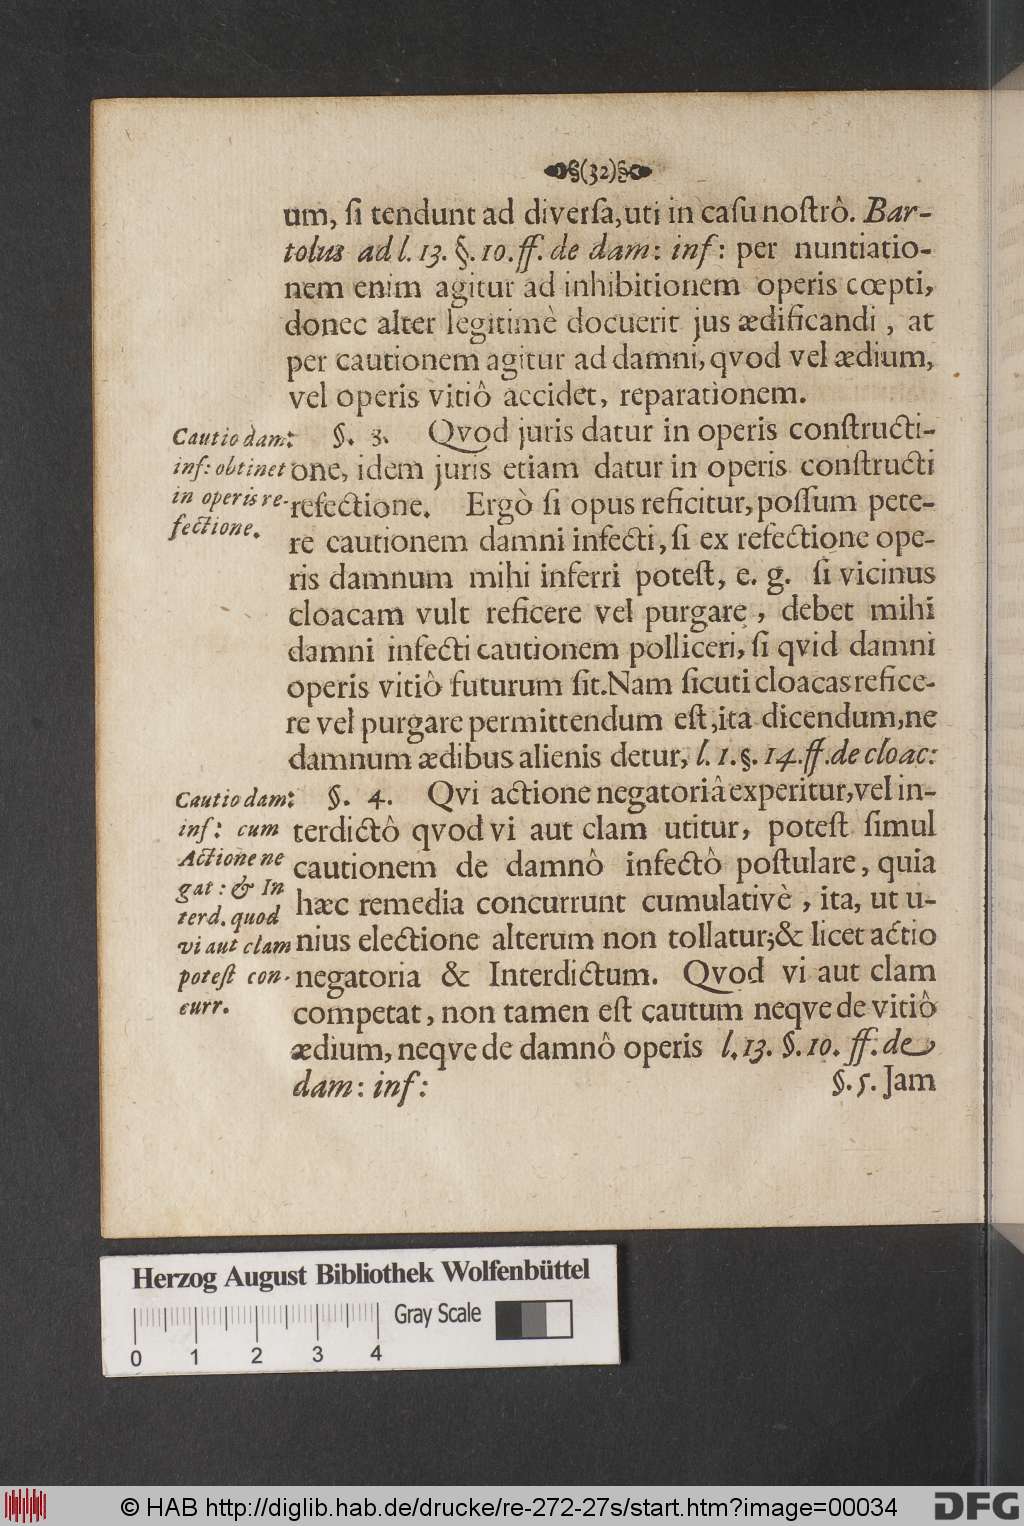 §(32)§
um, ſi tendunt ad diverſa, uti in caſu noſtrô. Bar-
tolus ad l. 13. §. 10. ff. de dam: inf: per nuntiatio-
nem enim agitur ad inhibitionem operis cœpti,
donec alter legitimè docuerit jus ædificandi, at
per cautionem agitur ad damni, qvod vel ædium,
vel operis vitiô accidet, reparationem.
Cautio dam:
inf: obtinet
in operis re-
fectione.
§. 3. Qvod juris datur in operis conſtructi-
one, idem juris etiam datur in operis conſtructi
refectione. Ergò ſi opus reficitur, poſſum pete-
re cautionem damni infecti, ſi ex refectione ope-
ris damnum mihi inferri poteſt, e. g. ſi vicinus
cloacam vult reficere vel purgare, debet mihi
damni infecti cautionem polliceri, ſi qvid damni
operis vitiô futurum ſit. Nam ſicuti cloacas refice-
re vel purgare permittendum eſt, ita dicendum, ne
damnum ædibus alienis detur, l. 1. §. 14. ff. de cloac:
Cautio dam:
inf: cum
Actione ne
gat: & In
terd. quod
vi aut clam
poteſt con-
curr.
§. 4. Qvi actione negatoriâ experitur, vel in-
terdictô qvod vi aut clam utitur, poteſt ſimul
cautionem de damnô infectô poſtulare, quia
hæc remedia concurrunt cumulativè, ita, ut u-
nius electione alterum non tollatur; & licet actio
negatoria & Interdictum. Qvod vi aut clam
competat, non tamen eſt cautum neqve de vitiô
ædium, neqve de damnô operis l. 13. §. 10. ff. de
dam: inf:
§. 5. Jam
Herzog August Bibliothek Wolfenbüttel
Gray Scale
0 1 2 3 4
© HAB http://diglib.hab.de/drucke/re-272-27s/start.htm?image=00034
DFG